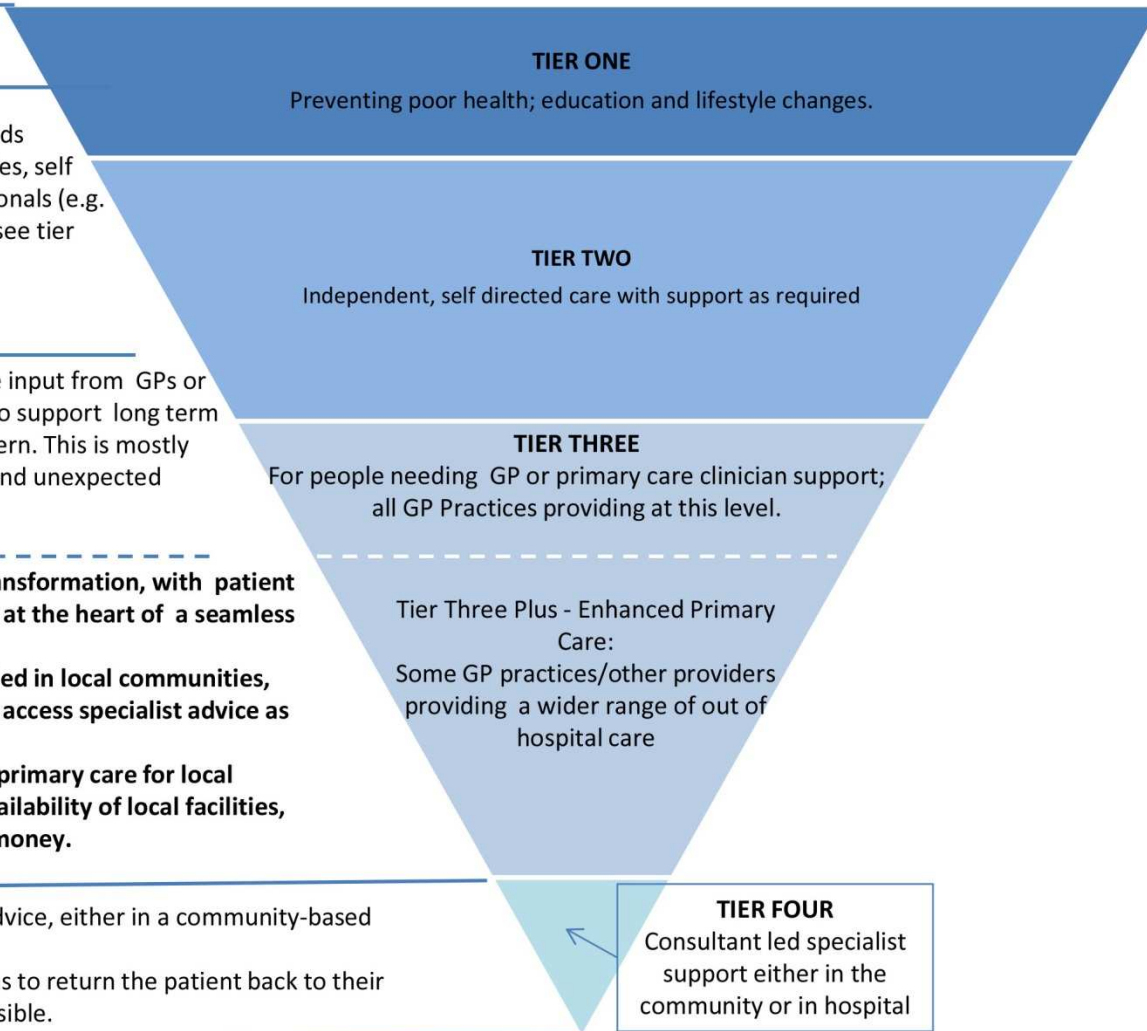 TIER ONE
Preventing poor health; education and lifestyle changes.
ds
es, self
onals (e.g.
see tier
TIER TWO
Independent, self directed care with support as required
e input from GPs or
o support long term
ern. This is mostly
nd unexpected
TIER THREE
For people needing GP or primary care clinician support;
all GP Practices providing at this level.
ansformation, with patient
at the heart of a seamless
ed in local communities,
access specialist advice as
primary care for local
ailability of local facilities,
money.
Tier Three Plus - Enhanced Primary
Care:
Some GP practices/other providers
providing a wider range of out of
hospital care
dvice, either in a community-based
s to return the patient back to their
sible.
TIER FOUR
Consultant led specialist
support either in the
community or in hospital